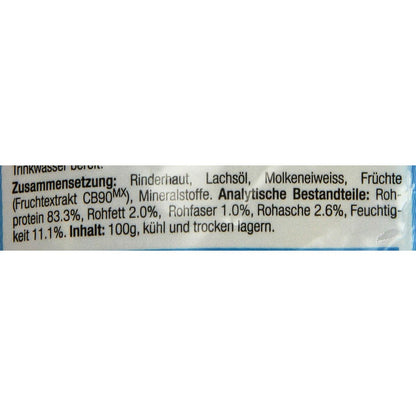 Trinkwasser bereit.
Zusammensetzung: Rinderhaut, Lachsöl, Molkeneiweiss, Früchte
(Fruchtextrakt CB90MX), Mineralstoffe. Analytische Bestandteile: Roh-
protein 83.3%, Rohfett 2.0%, Rohfaser 1.0%, Rohasche 2.6%, Feuchtig-
keit 11.1%. Inhalt: 100g, kühl und trocken lagern.